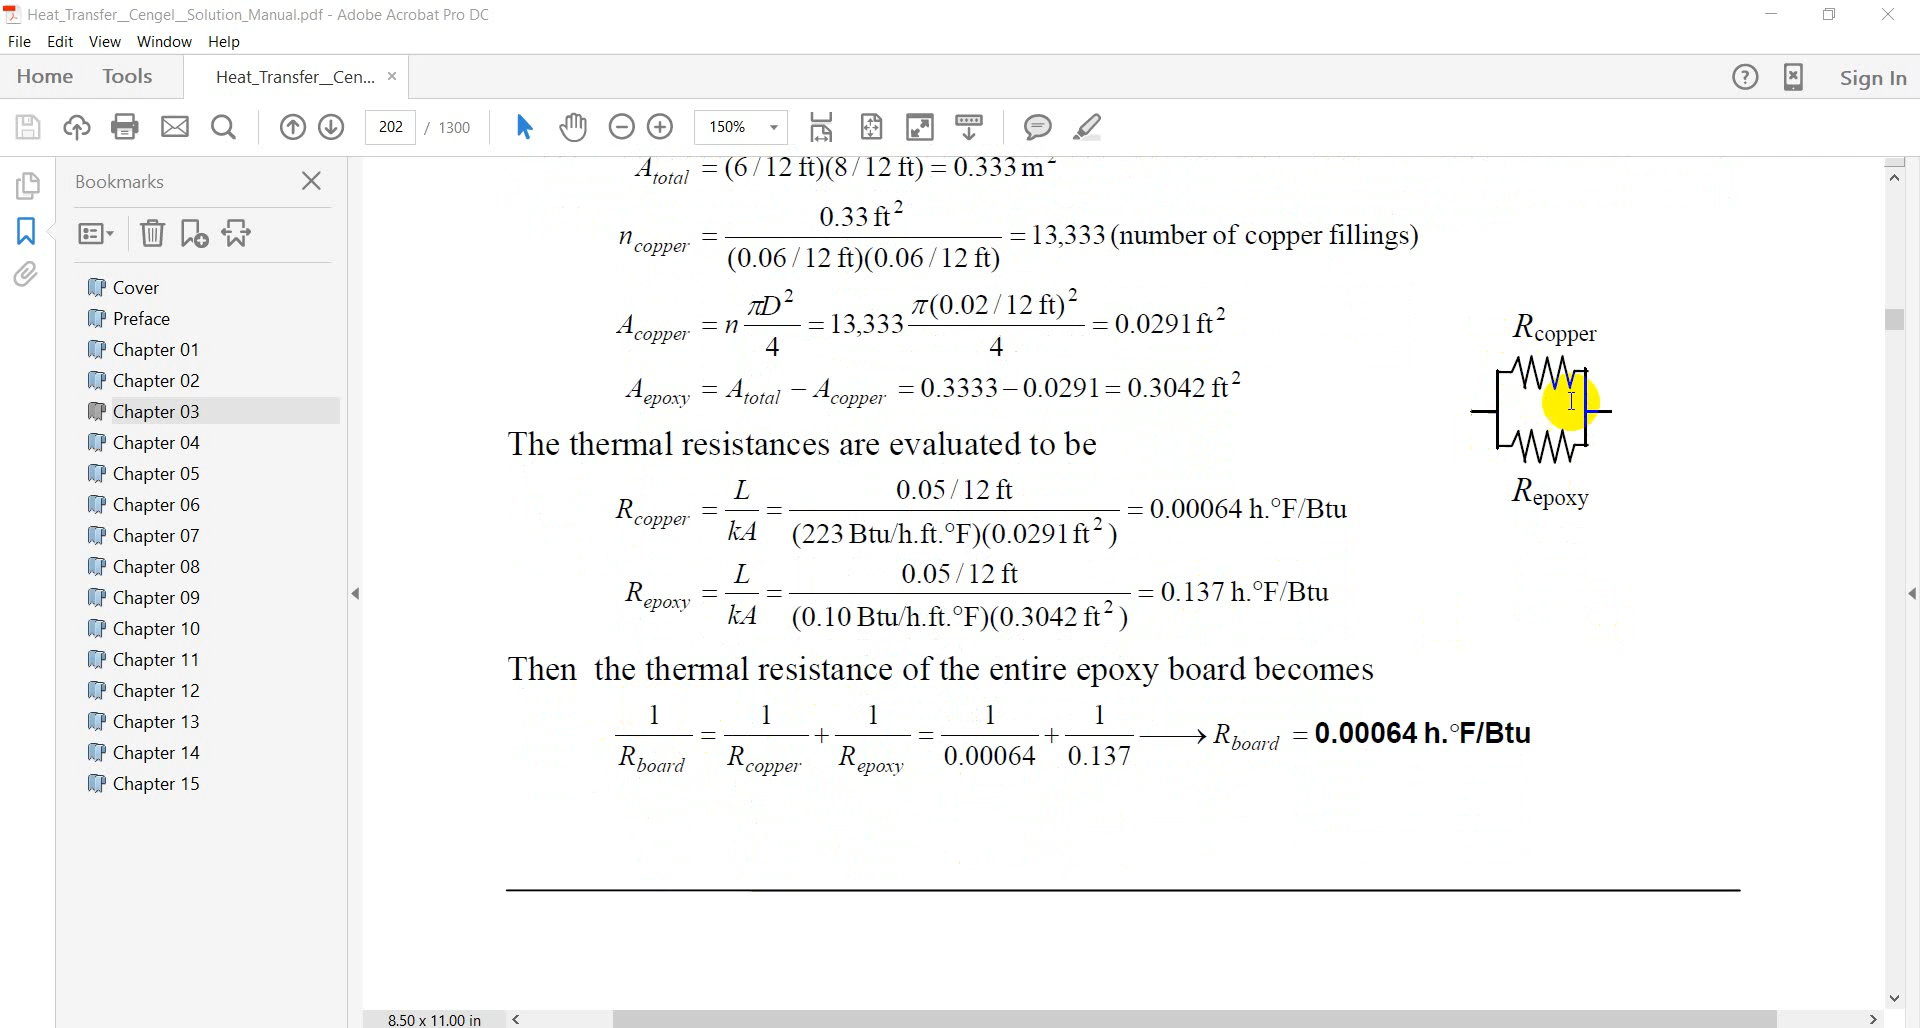 Heat_Transfer__Cengel__Solution_Manual.pdf - Adobe Acrobat Pro DC
File Edit View Window Help
Home Tools Heat_Transfer__Cen... × Sign In
202 / 1300 150%
Bookmarks
Cover
Preface
Chapter 01
Chapter 02
Chapter 03
Chapter 04
Chapter 05
Chapter 06
Chapter 07
Chapter 08
Chapter 09
Chapter 10
Chapter 11
Chapter 12
Chapter 13
Chapter 14
Chapter 15
A_total = (6 / 12 ft)(8 / 12 ft) = 0.333 m²
n_copper = 0.33 ft² / (0.06 / 12 ft)(0.06 / 12 ft) = 13,333 (number of copper fillings)
A_copper = n πD² / 4 = 13,333 π(0.02 / 12 ft)² / 4 = 0.0291 ft²
A_epoxy = A_total − A_copper = 0.3333 − 0.0291 = 0.3042 ft²
The thermal resistances are evaluated to be
R_copper = L / kA = 0.05 / 12 ft / (223 Btu/h.ft.°F)(0.0291 ft²) = 0.00064 h.°F/Btu
R_epoxy = L / kA = 0.05 / 12 ft / (0.10 Btu/h.ft.°F)(0.3042 ft²) = 0.137 h.°F/Btu
Then the thermal resistance of the entire epoxy board becomes
1 / R_board = 1 / R_copper + 1 / R_epoxy = 1 / 0.00064 + 1 / 0.137 ⟶ R_board = 0.00064 h.°F/Btu
R_copper
R_epoxy
8.50 x 11.00 in